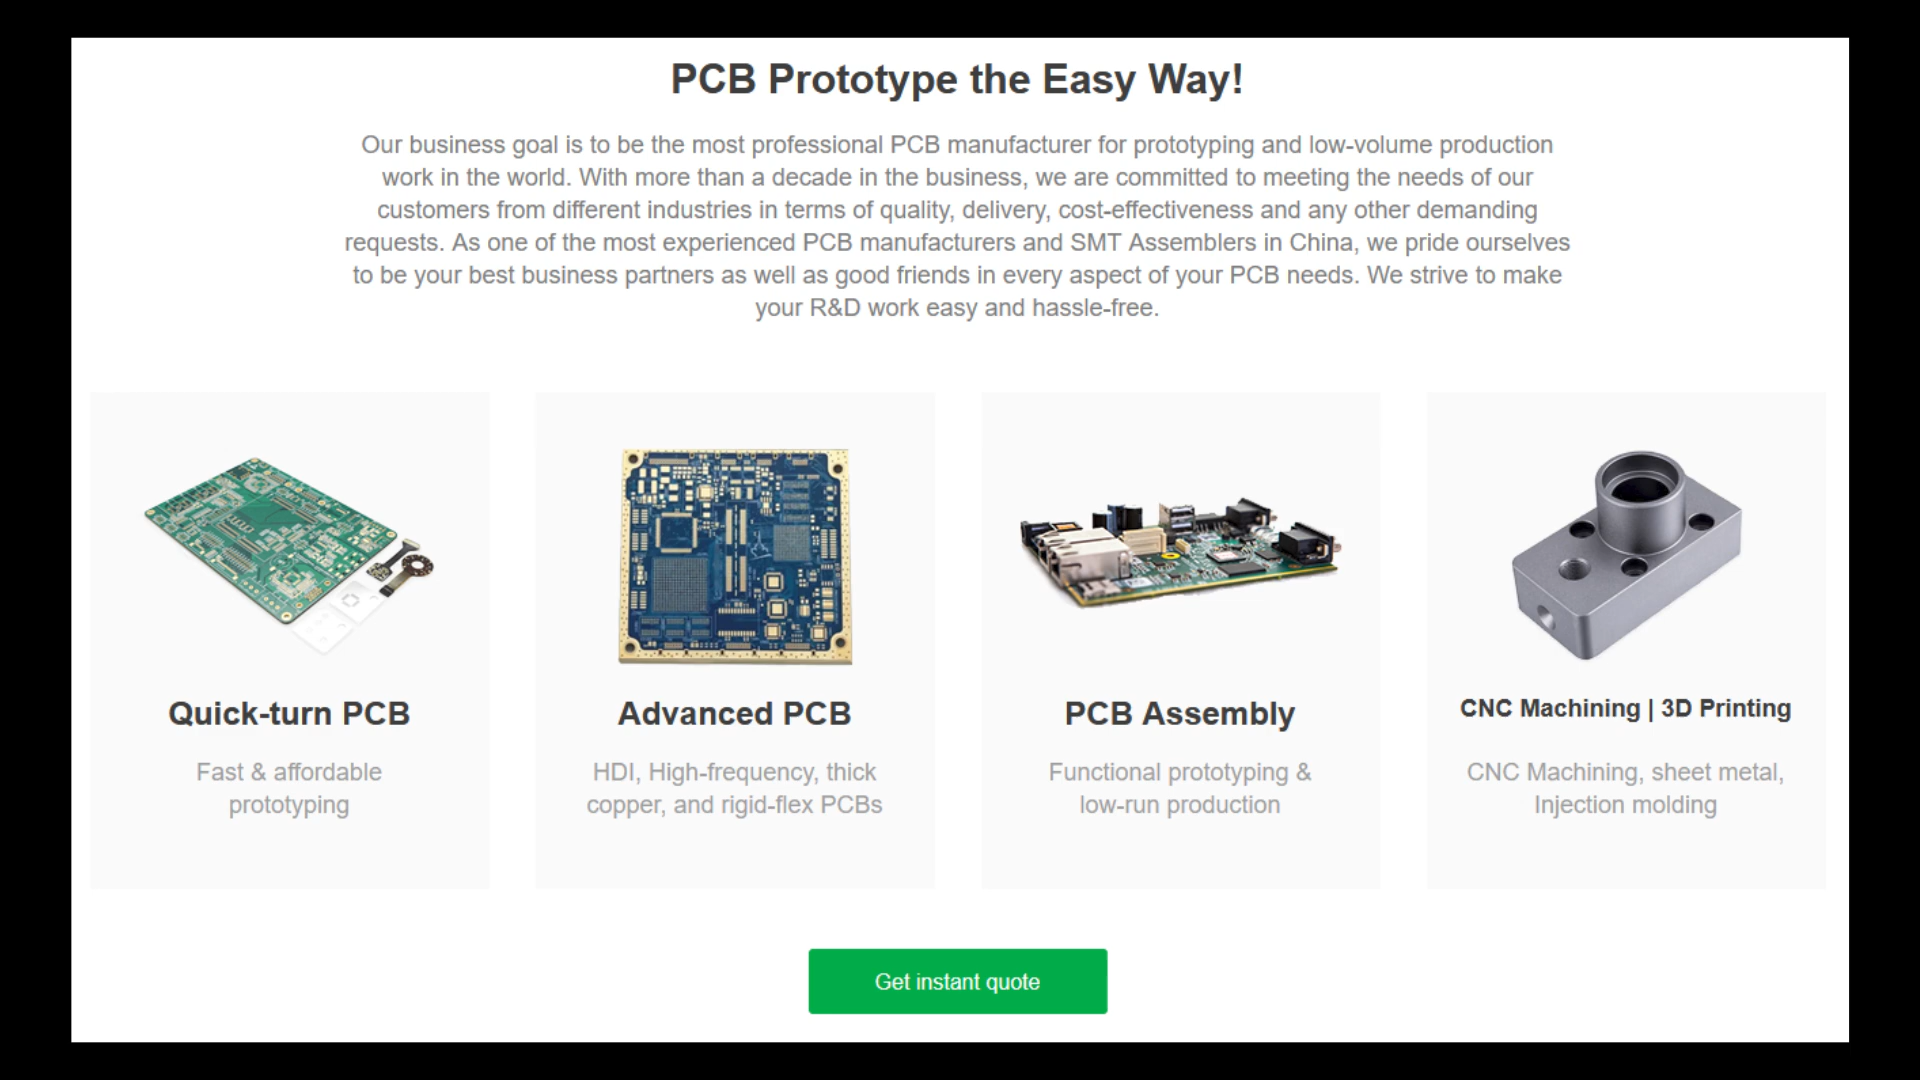 PCB Prototype the Easy Way!
Our business goal is to be the most professional PCB manufacturer for prototyping and low-volume production
work in the world. With more than a decade in the business, we are committed to meeting the needs of our
customers from different industries in terms of quality, delivery, cost-effectiveness and any other demanding
requests. As one of the most experienced PCB manufacturers and SMT Assemblers in China, we pride ourselves
to be your best business partners as well as good friends in every aspect of your PCB needs. We strive to make
your R&D work easy and hassle-free.
Quick-turn PCB
Fast & affordable
prototyping
Advanced PCB
HDI, High-frequency, thick
copper, and rigid-flex PCBs
PCB Assembly
Functional prototyping &
low-run production
CNC Machining | 3D Printing
CNC Machining, sheet metal,
Injection molding
Get instant quote